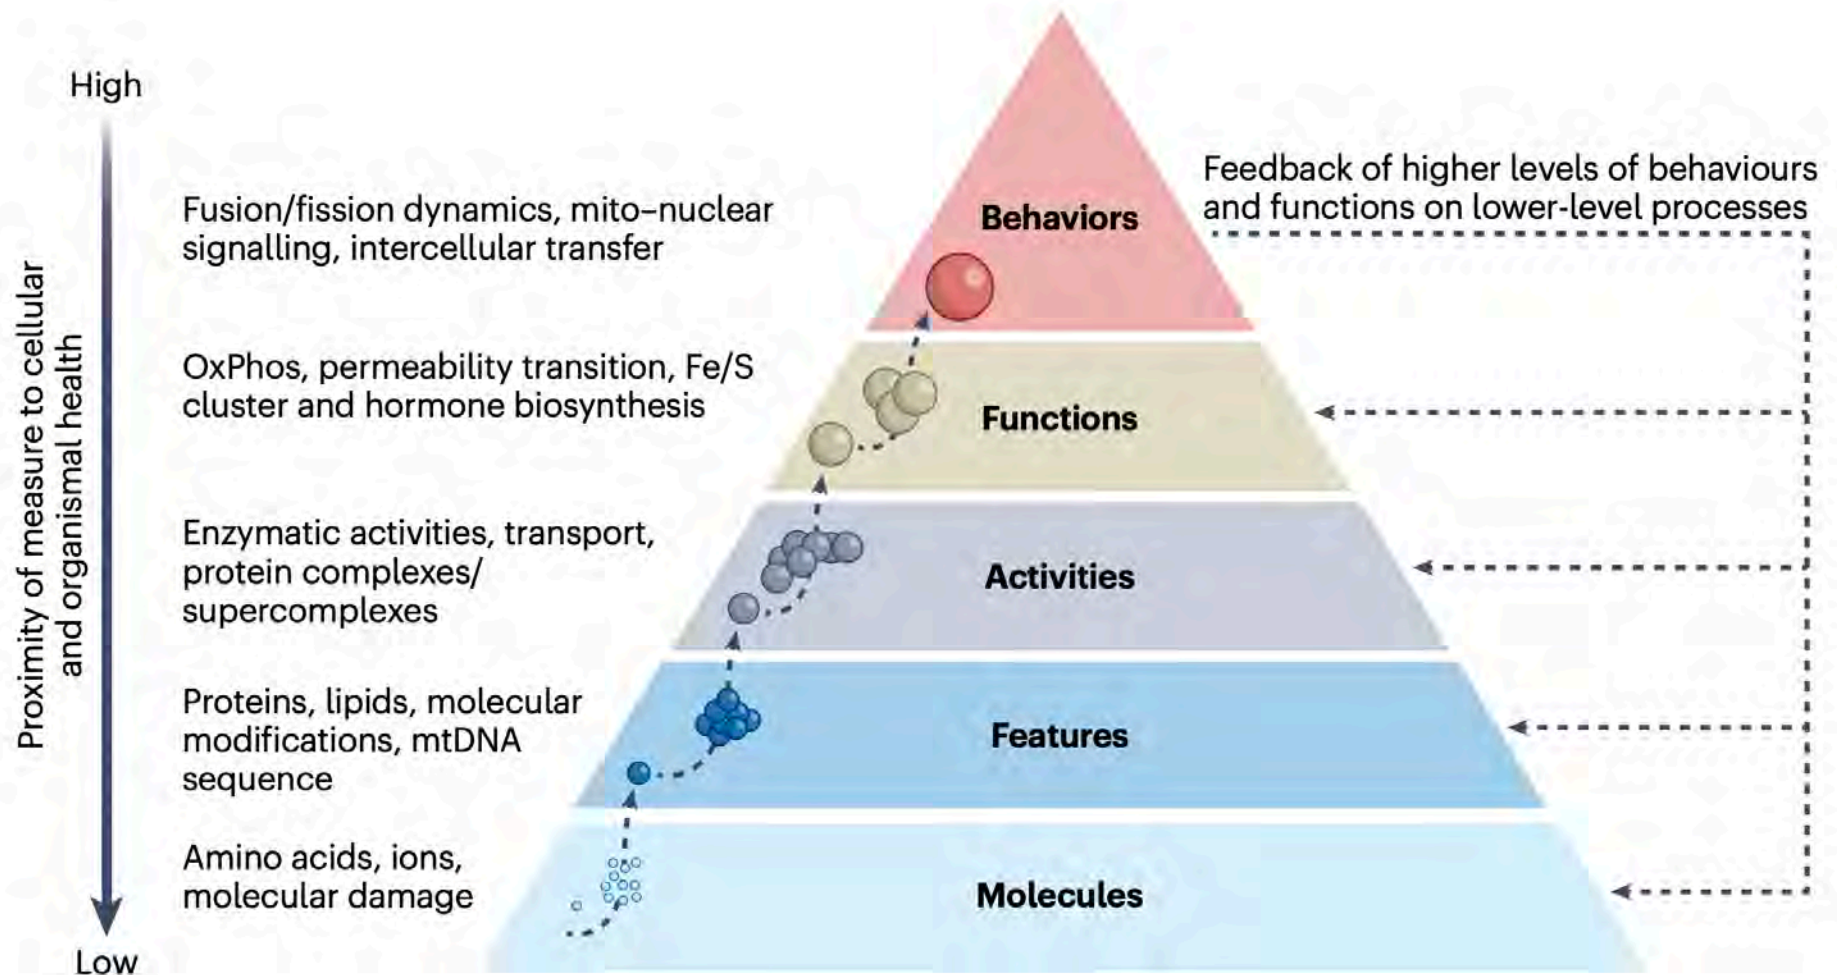 High
Proximity of measure to cellular
and organismal health
Low
Fusion/fission dynamics, mito–nuclear
signalling, intercellular transfer
Behaviors
Feedback of higher levels of behaviours
and functions on lower-level processes
OxPhos, permeability transition, Fe/S
cluster and hormone biosynthesis
Functions
Enzymatic activities, transport,
protein complexes/
supercomplexes
Activities
Proteins, lipids, molecular
modifications, mtDNA
sequence
Features
Amino acids, ions,
molecular damage
Molecules